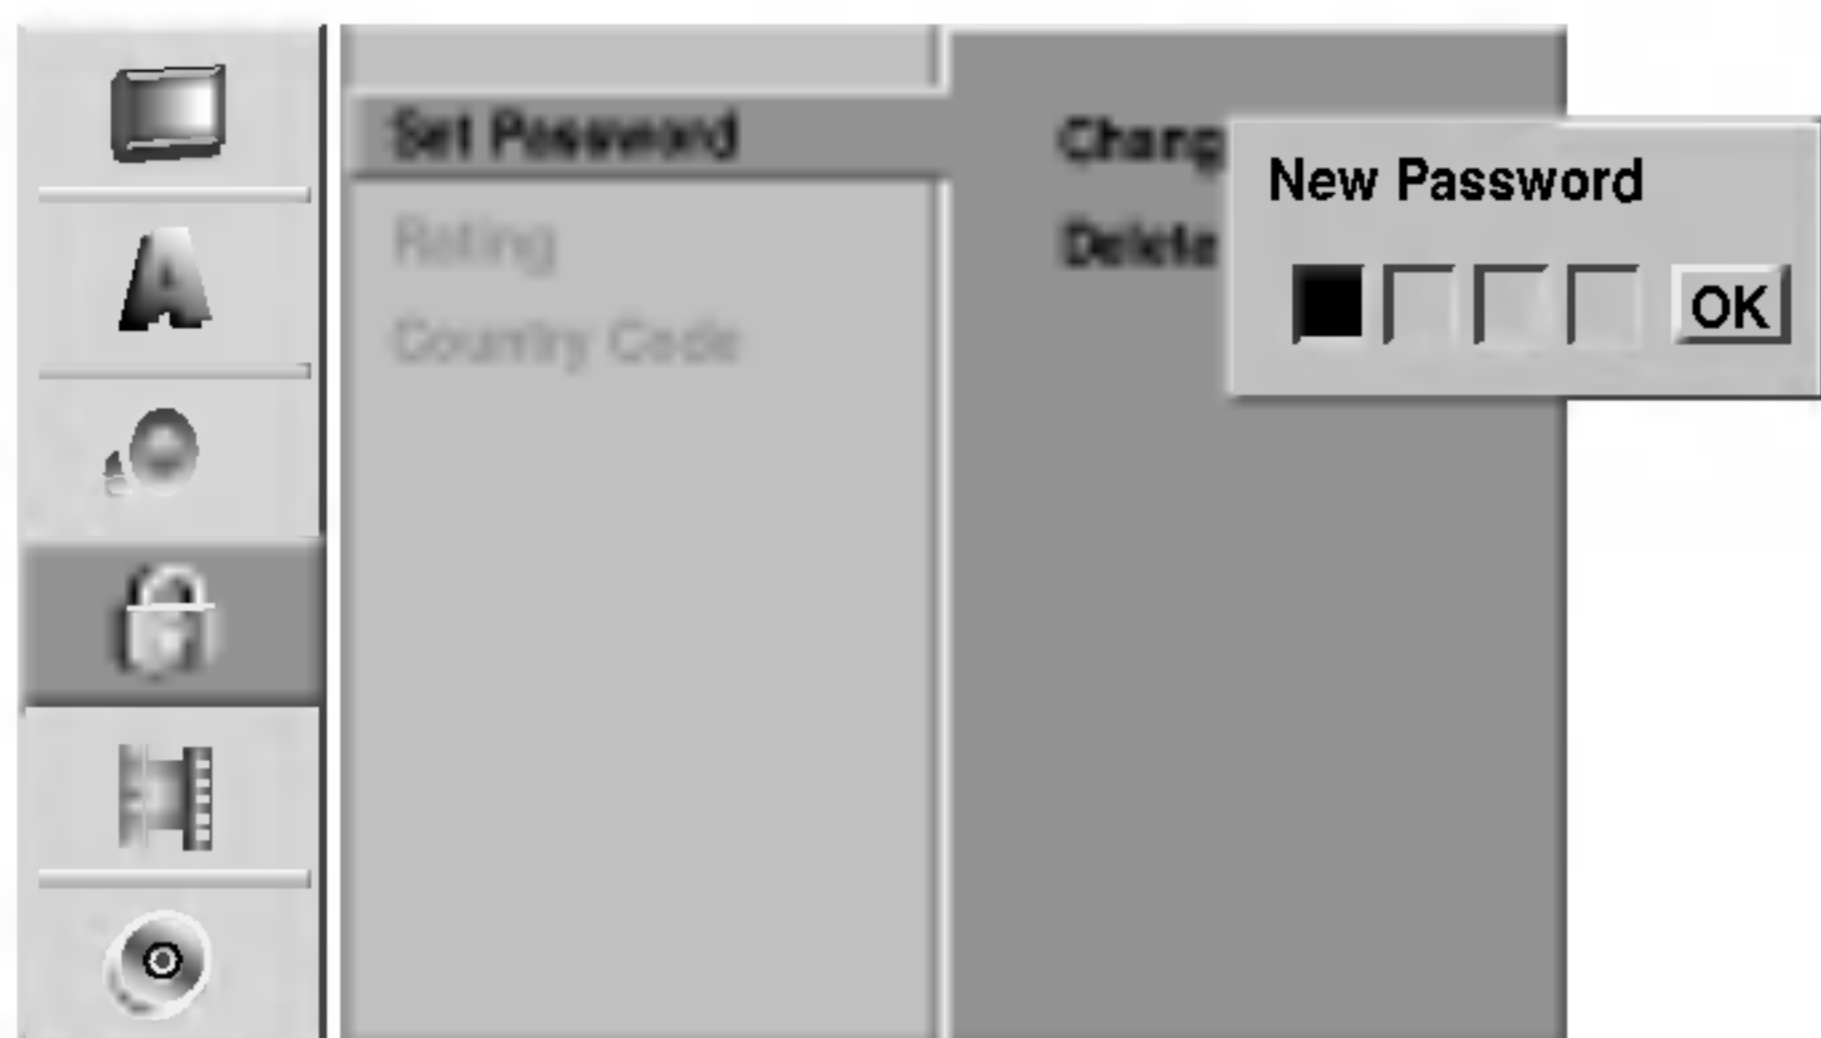 Set Password
Rating
Country Code
Chang
Delete
New Password
OK